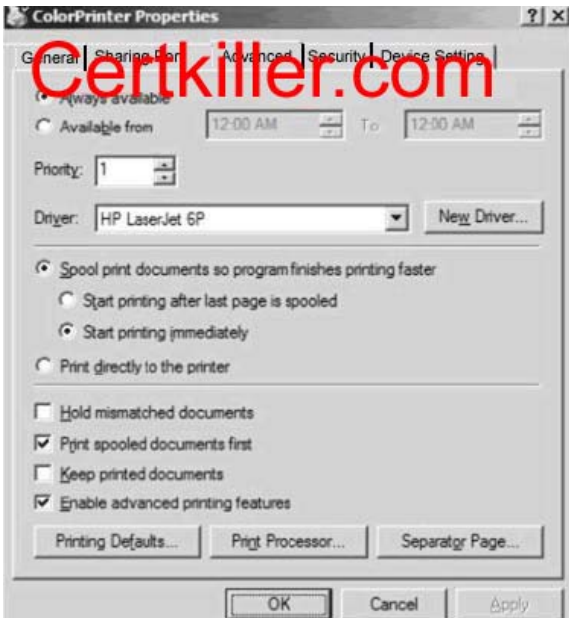 ColorPrinter Properties
General Sharing Por Advanced Security Device Setting
Certkiller.com
Always available
Available from 12:00 AM To 12:00 AM
Priority: 1
Driver: HP LaserJet 6P New Driver...
Spool print documents so program finishes printing faster
Start printing after last page is spooled
Start printing immediately
Print directly to the printer
Hold mismatched documents
Print spooled documents first
Keep printed documents
Enable advanced printing features
Printing Defaults... Print Processor... Separator Page...
OK Cancel Apply